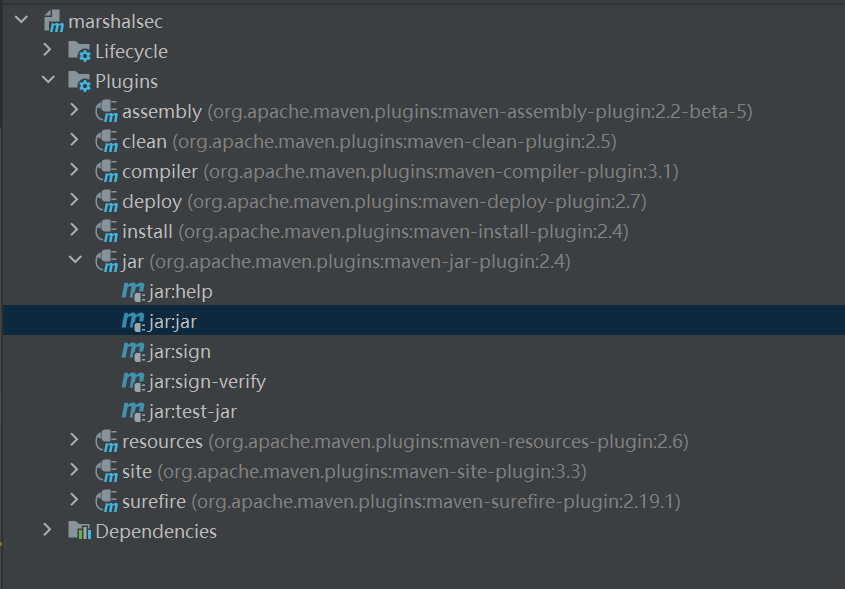 marshalsec
Lifecycle
Plugins
assembly (org.apache.maven.plugins:maven-assembly-plugin:2.2-beta-5)
clean (org.apache.maven.plugins:maven-clean-plugin:2.5)
compiler (org.apache.maven.plugins:maven-compiler-plugin:3.1)
deploy (org.apache.maven.plugins:maven-deploy-plugin:2.7)
install (org.apache.maven.plugins:maven-install-plugin:2.4)
jar (org.apache.maven.plugins:maven-jar-plugin:2.4)
jar:help
jar:jar
jar:sign
jar:sign-verify
jar:test-jar
resources (org.apache.maven.plugins:maven-resources-plugin:2.6)
site (org.apache.maven.plugins:maven-site-plugin:3.3)
surefire (org.apache.maven.plugins:maven-surefire-plugin:2.19.1)
Dependencies